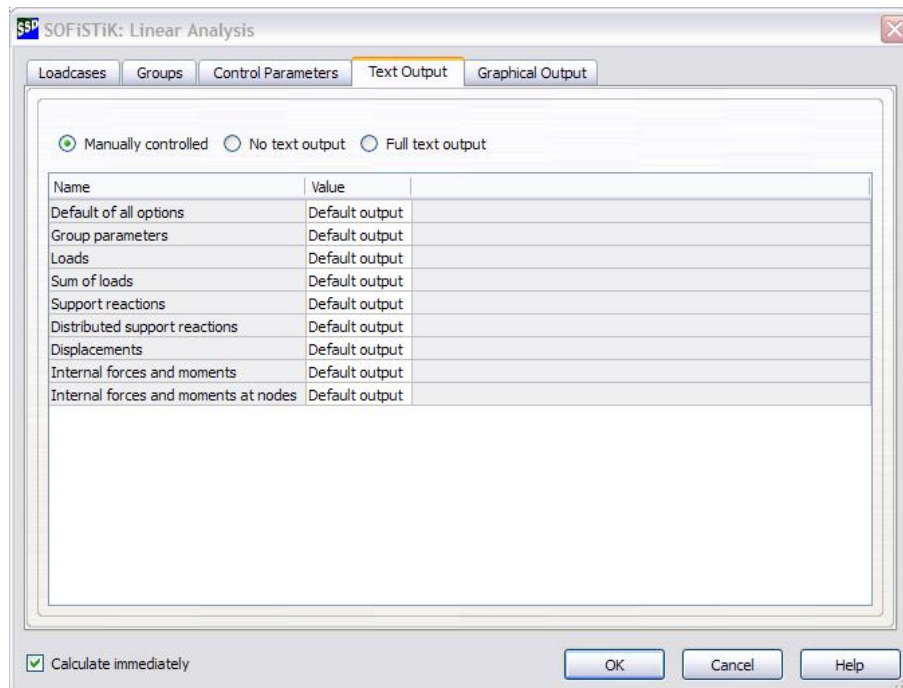 SSD SOFiSTiK: Linear Analysis
Loadcases Groups Control Parameters Text Output Graphical Output
Manually controlled No text output Full text output
Name Value
Default of all options Default output
Group parameters Default output
Loads Default output
Sum of loads Default output
Support reactions Default output
Distributed support reactions Default output
Displacements Default output
Internal forces and moments Default output
Internal forces and moments at nodes Default output
Calculate immediately OK Cancel Help